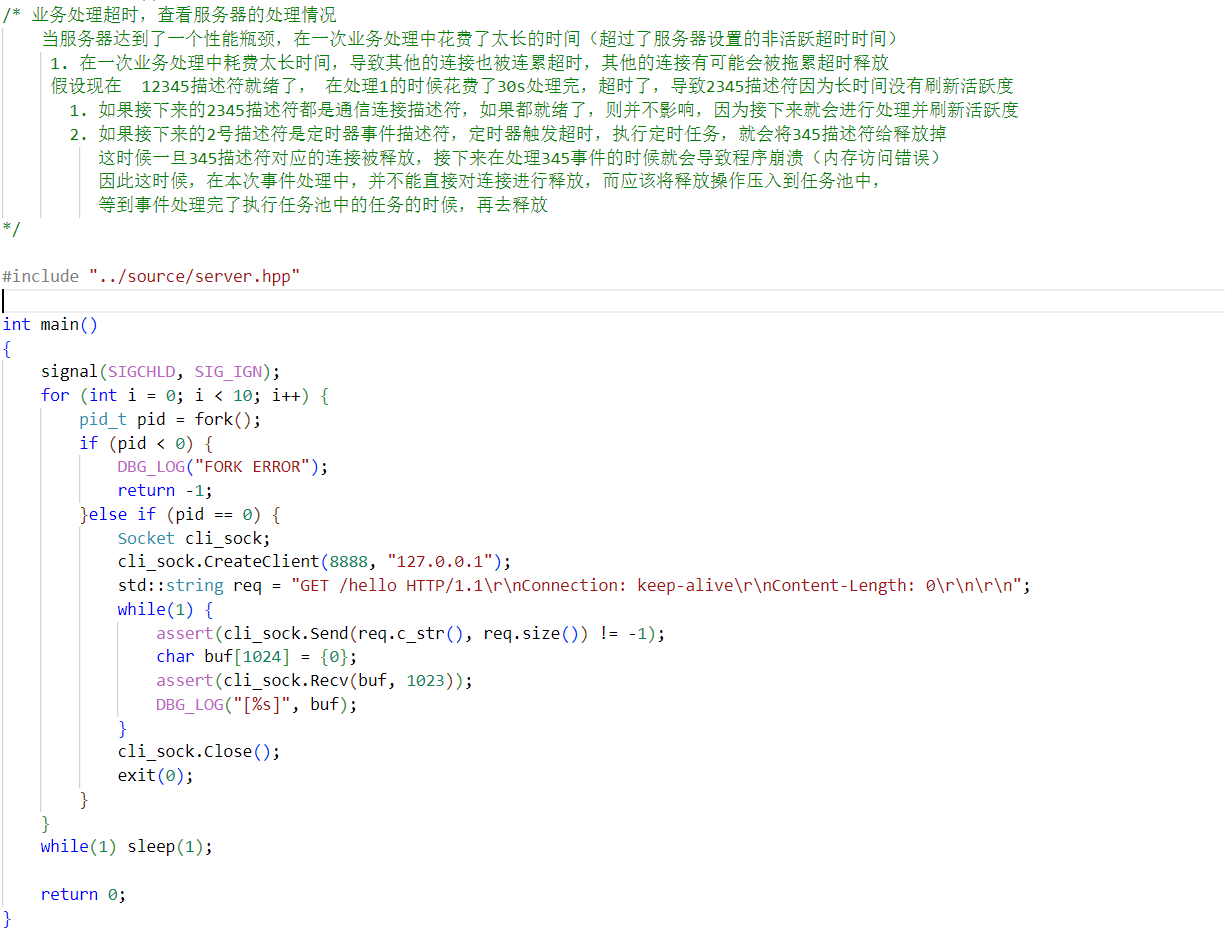 /* 业务处理超时，查看服务器的处理情况
当服务器达到了一个性能瓶颈，在一次业务处理中花费了太长的时间（超过了服务器设置的非活跃超时时间）
1. 在一次业务处理中耗费太长时间，导致其他的连接也被连累超时，其他的连接有可能会被拖累超时释放
假设现在  12345描述符就绪了， 在处理1的时候花费了30s处理完，超时了，导致2345描述符因为长时间没有刷新活跃度
1. 如果接下来的2345描述符都是通信连接描述符，如果都就绪了，则并不影响，因为接下来就会进行处理并刷新活跃度
2. 如果接下来的2号描述符是定时器事件描述符，定时器触发超时，执行定时任务，就会将345描述符给释放掉
这时候一旦345描述符对应的连接被释放，接下来在处理345事件的时候就会导致程序崩溃（内存访问错误）
因此这时候，在本次事件处理中，并不能直接对连接进行释放，而应该将释放操作压入到任务池中，
等到事件处理完了执行任务池中的任务的时候，再去释放
*/
#include "../source/server.hpp"
int main()
{
signal(SIGCHLD, SIG_IGN);
for (int i = 0; i < 10; i++) {
pid_t pid = fork();
if (pid < 0) {
DBG_LOG("FORK ERROR");
return -1;
}else if (pid == 0) {
Socket cli_sock;
cli_sock.CreateClient(8888, "127.0.0.1");
std::string req = "GET /hello HTTP/1.1\r\nConnection: keep-alive\r\nContent-Length: 0\r\n\r\n";
while(1) {
assert(cli_sock.Send(req.c_str(), req.size()) != -1);
char buf[1024] = {0};
assert(cli_sock.Recv(buf, 1023));
DBG_LOG("[%s]", buf);
}
cli_sock.Close();
exit(0);
}
}
while(1) sleep(1);
return 0;
}